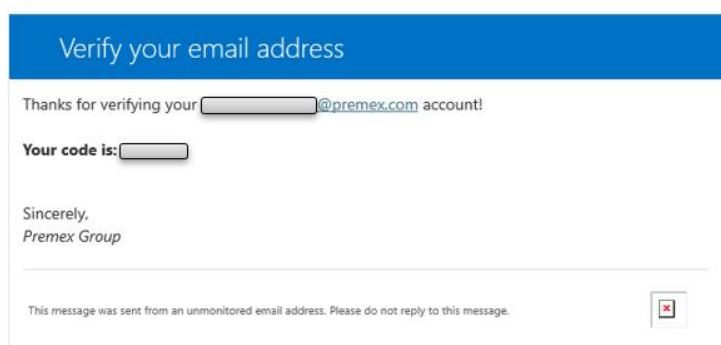 Verify your email address
Thanks for verifying your @premex.com account!
Your code is:
Sincerely,
Premex Group
This message was sent from an unmonitored email address. Please do not reply to this message.